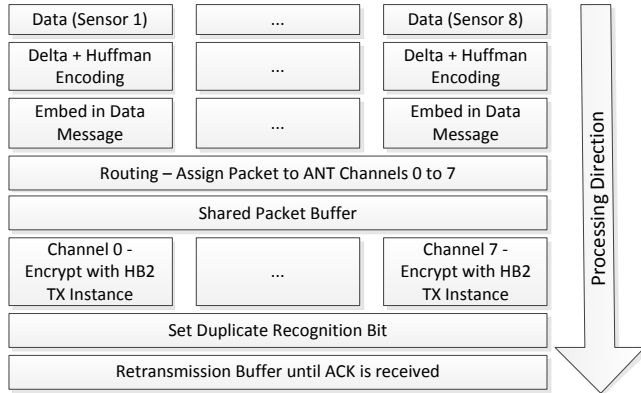 Data (Sensor 1)
...
Data (Sensor 8)
Delta + Huffman
Encoding
...
Delta + Huffman
Encoding
Embed in Data
Message
...
Embed in Data
Message
Routing – Assign Packet to ANT Channels 0 to 7
Shared Packet Buffer
Channel 0 -
Encrypt with HB2
TX Instance
...
Channel 7 -
Encrypt with HB2
TX Instance
Set Duplicate Recognition Bit
Retransmission Buffer until ACK is received
Processing Direction